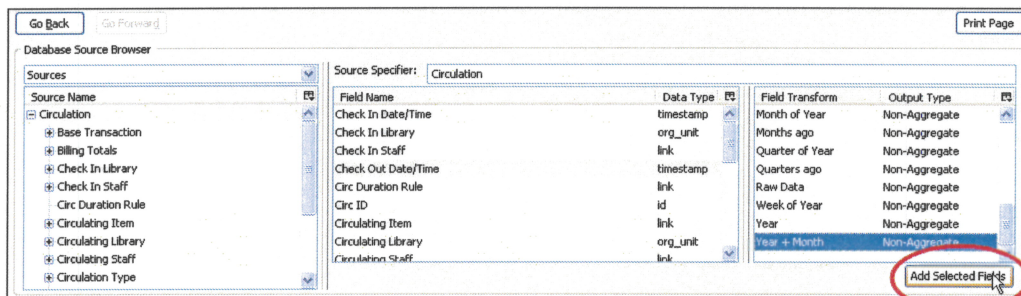 Go Back
Go Forward
Print Page
Database Source Browser
Sources
Source Name
Circulation
Base Transaction
Billing Totals
Check In Library
Check In Staff
Circ Duration Rule
Circulating Item
Circulating Library
Circulating Staff
Circulation Type
Source Specifier: Circulation
Field Name Data Type
Check In Date/Time timestamp
Check In Library org_unit
Check In Staff link
Check Out Date/Time timestamp
Circ Duration Rule link
Circ ID id
Circulating Item link
Circulating Library org_unit
Circulating Staff link
Field Transform Output Type
Month of Year Non-Aggregate
Months ago Non-Aggregate
Quarter of Year Non-Aggregate
Quarters ago Non-Aggregate
Raw Data Non-Aggregate
Week of Year Non-Aggregate
Year Non-Aggregate
Year + Month Non-Aggregate
Add Selected Fields